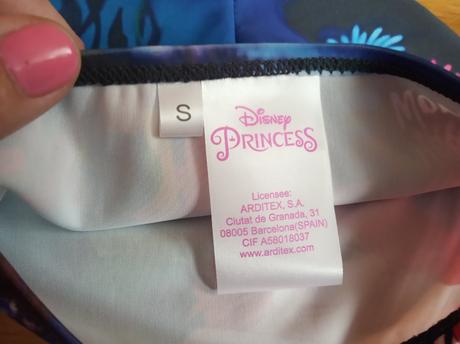 S
Disney
PRINCESS
Licensee:
ARDITEX, S.A.
Ciutat de Granada, 31
08005 Barcelona(SPAIN)
CIF A58018037
www.arditex.com